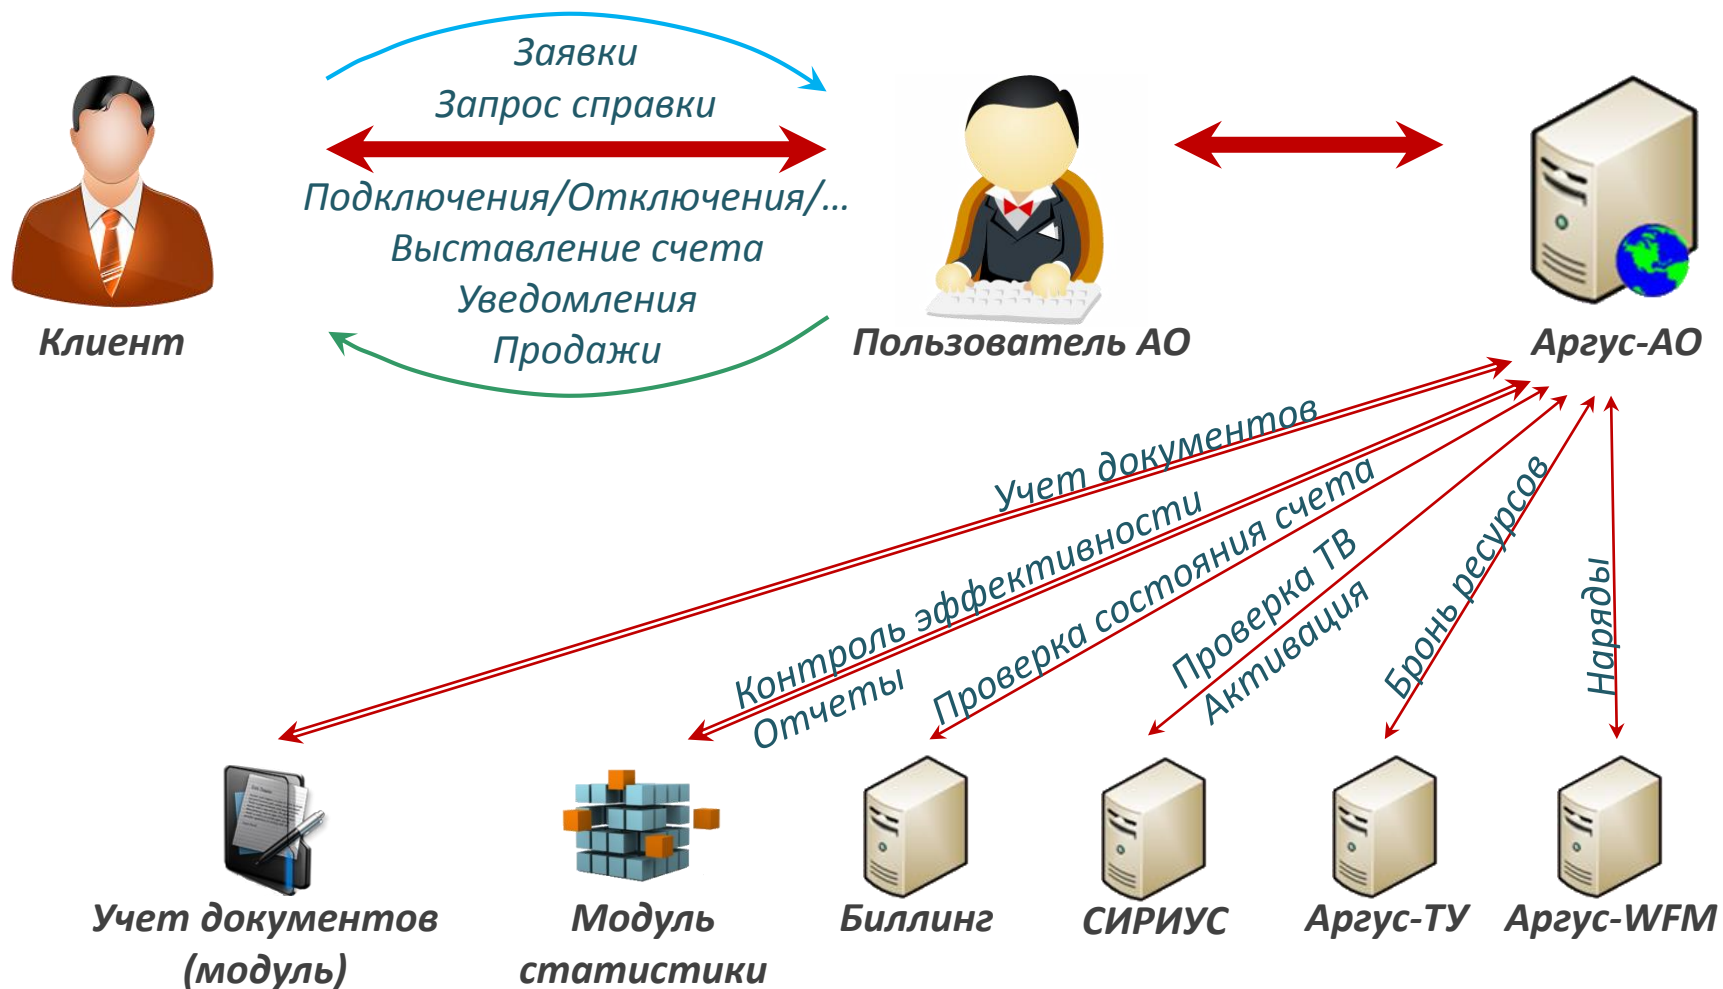 Заявки
Запрос справки
Подключения/Отключения/...
Выставление счета
Уведомления
Продажи
Клиент
Пользователь АО
Аргус-АО
Учет документов
Контроль эффективности
Отчеты
Проверка состояния счета
Проверка ТВ
Активация
Бронь ресурсов
Наряды
Учет документов
(модуль)
Модуль
статистики
Биллинг
СИРИУС
Аргус-ТУ
Аргус-WFM